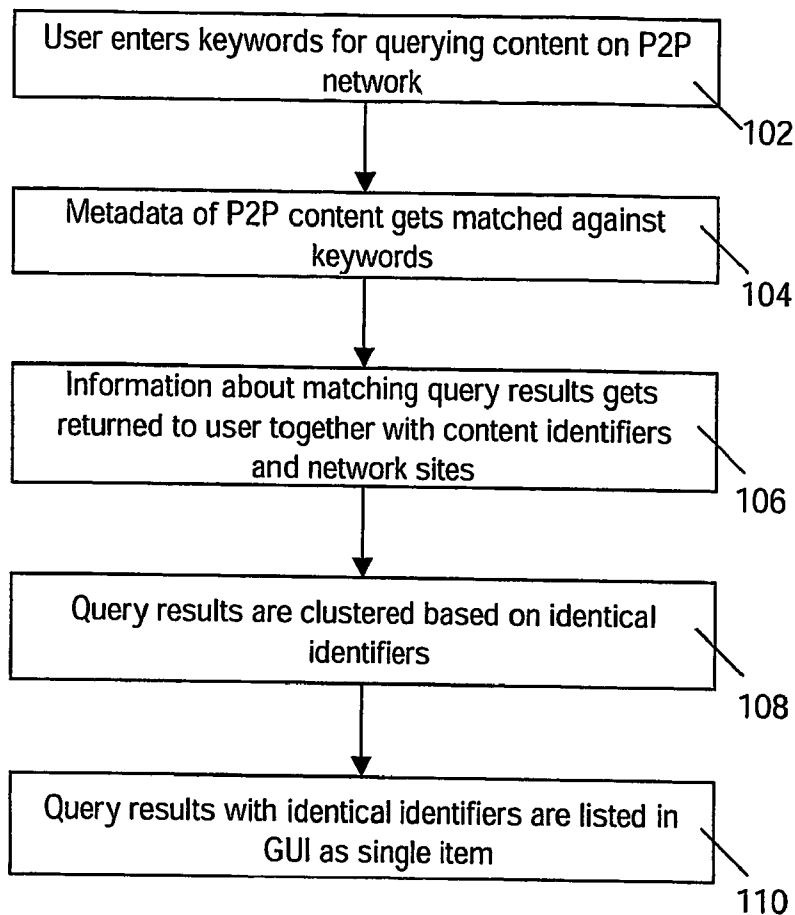 User enters keywords for querying content on P2P
network
102
Metadata of P2P content gets matched against
keywords
104
Information about matching query results gets
returned to user together with content identifiers
and network sites
106
Query results are clustered based on identical
identifiers
108
Query results with identical identifiers are listed in
GUI as single item
110